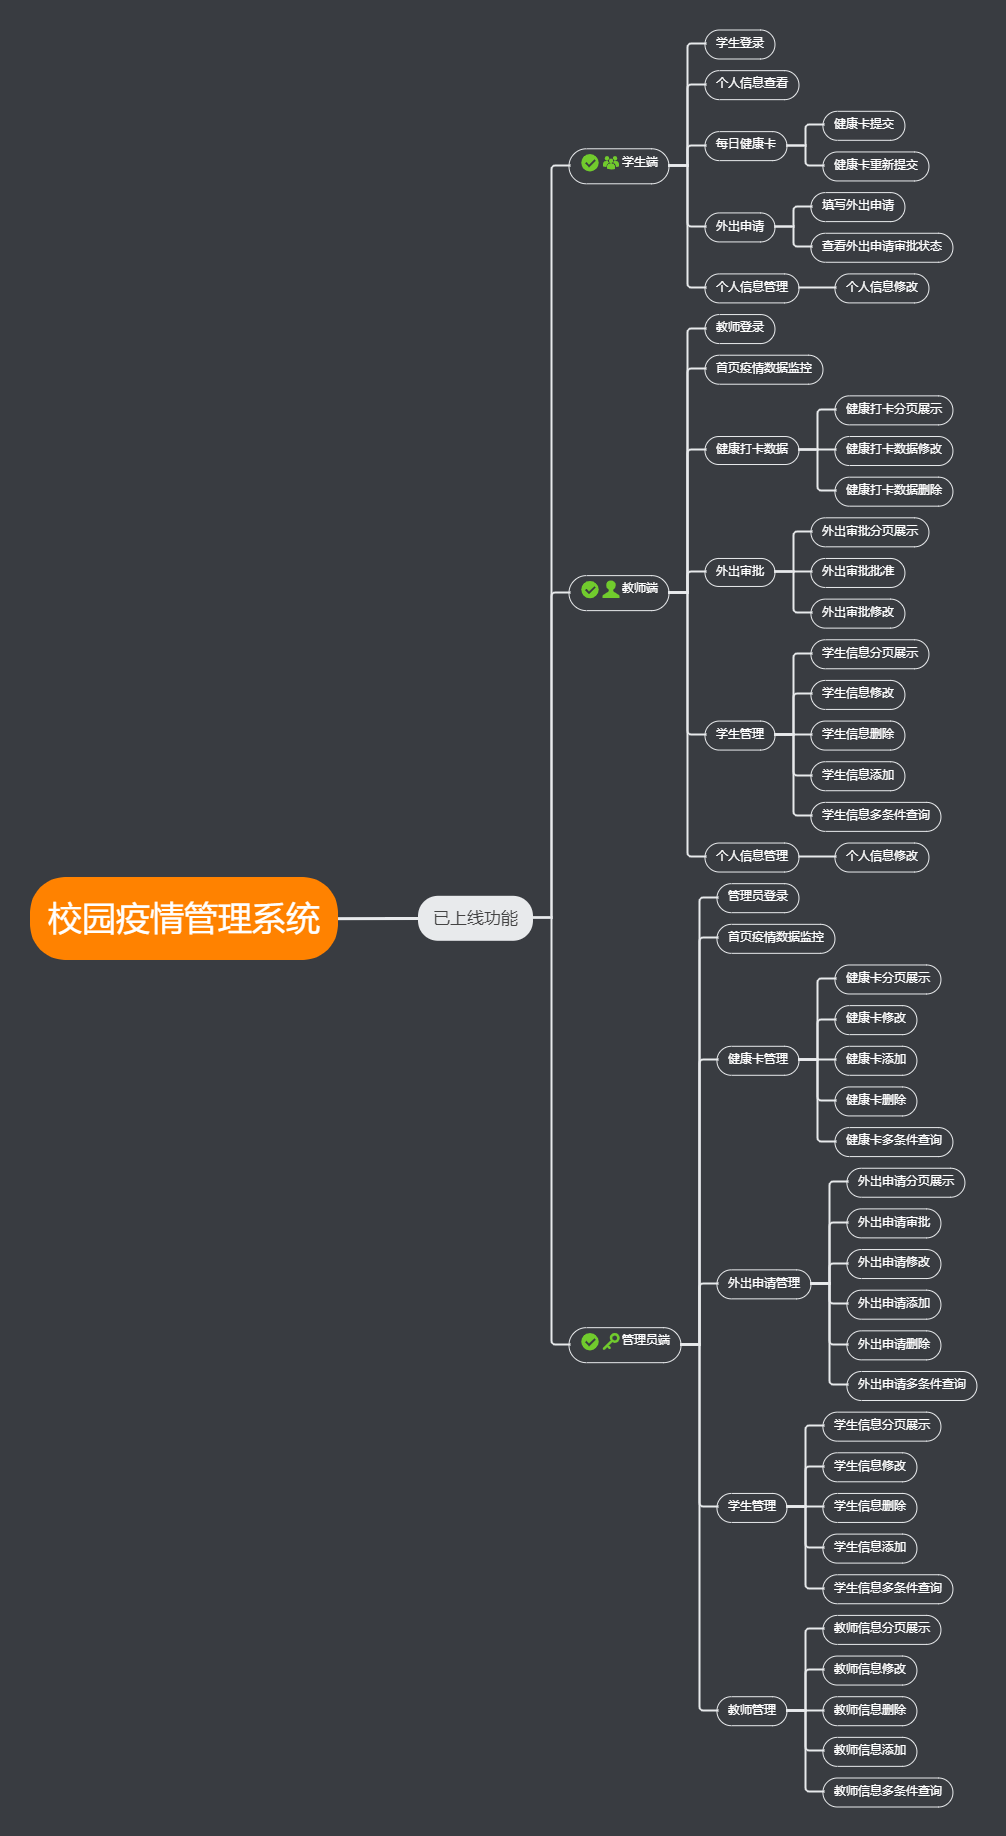 校园疫情管理系统
已上线功能
学生端
学生登录
个人信息查看
每日健康卡
健康卡提交
健康卡重新提交
外出申请
填写外出申请
查看外出申请审批状态
个人信息管理
个人信息修改
教师端
教师登录
首页疫情数据监控
健康打卡数据
健康打卡分页展示
健康打卡数据修改
健康打卡数据删除
外出审批
外出审批分页展示
外出审批批准
外出审批修改
学生管理
学生信息分页展示
学生信息修改
学生信息删除
学生信息添加
学生信息多条件查询
个人信息管理
个人信息修改
管理员端
管理员登录
首页疫情数据监控
健康卡管理
健康卡分页展示
健康卡修改
健康卡添加
健康卡删除
健康卡多条件查询
外出申请管理
外出申请分页展示
外出申请审批
外出申请修改
外出申请添加
外出申请删除
外出申请多条件查询
学生管理
学生信息分页展示
学生信息修改
学生信息删除
学生信息添加
学生信息多条件查询
教师管理
教师信息分页展示
教师信息修改
教师信息删除
教师信息添加
教师信息多条件查询